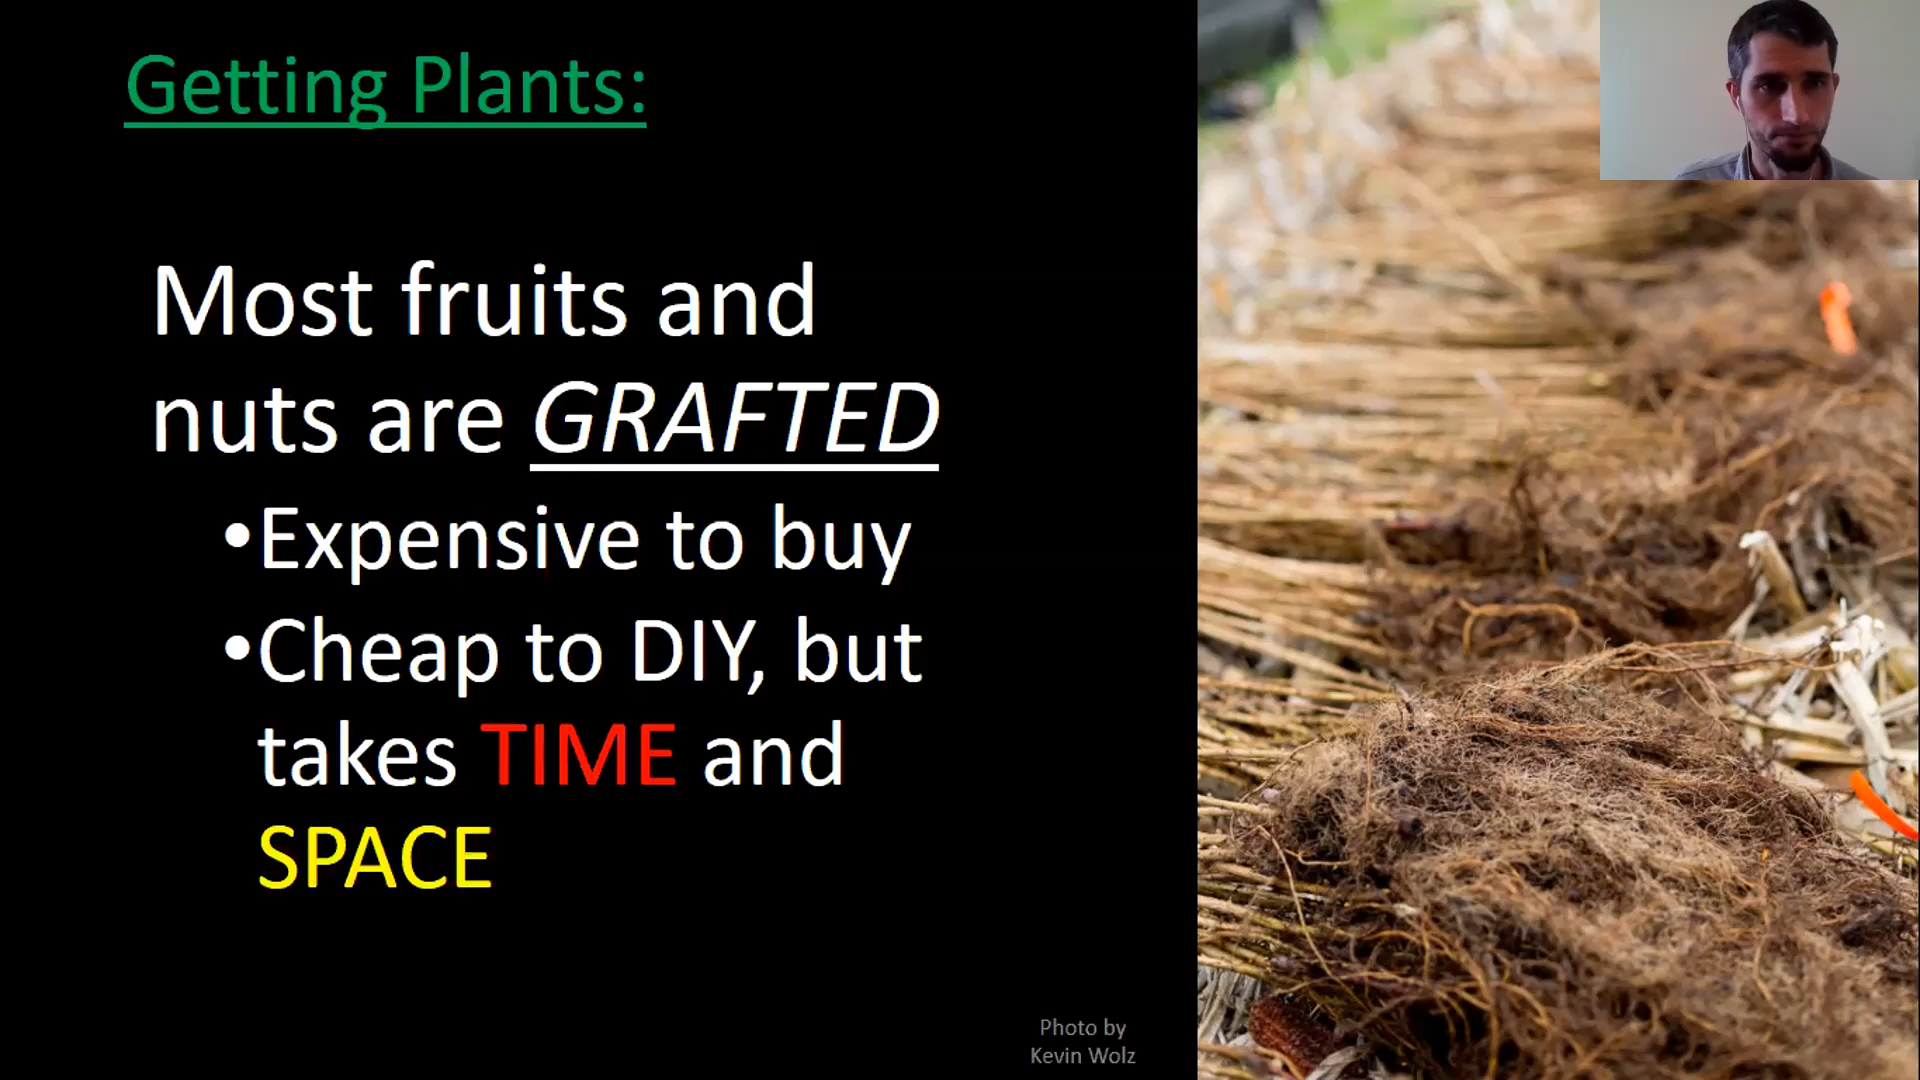 Getting Plants:
Most fruits and
nuts are GRAFTED
•Expensive to buy
•Cheap to DIY, but
takes TIME and
SPACE
Photo by
Kevin Wolz